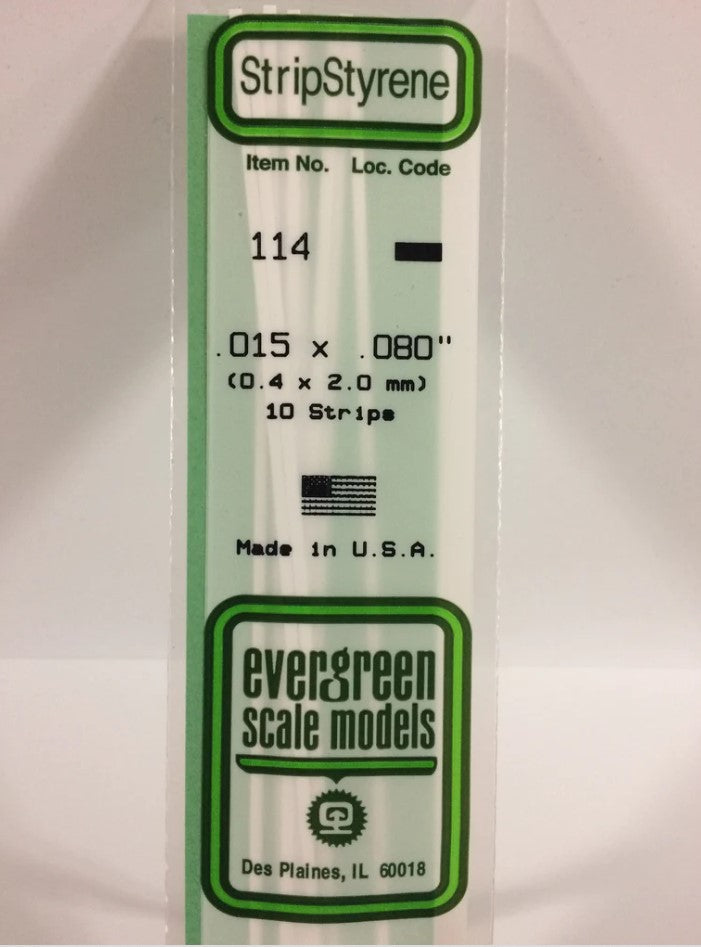 StripStyrene
Item No. Loc. Code
114
.015 x .080"
(0.4 x 2.0 mm)
10 Strips
Made in U.S.A.
evergreen
scale models
Des Plaines, IL 60018